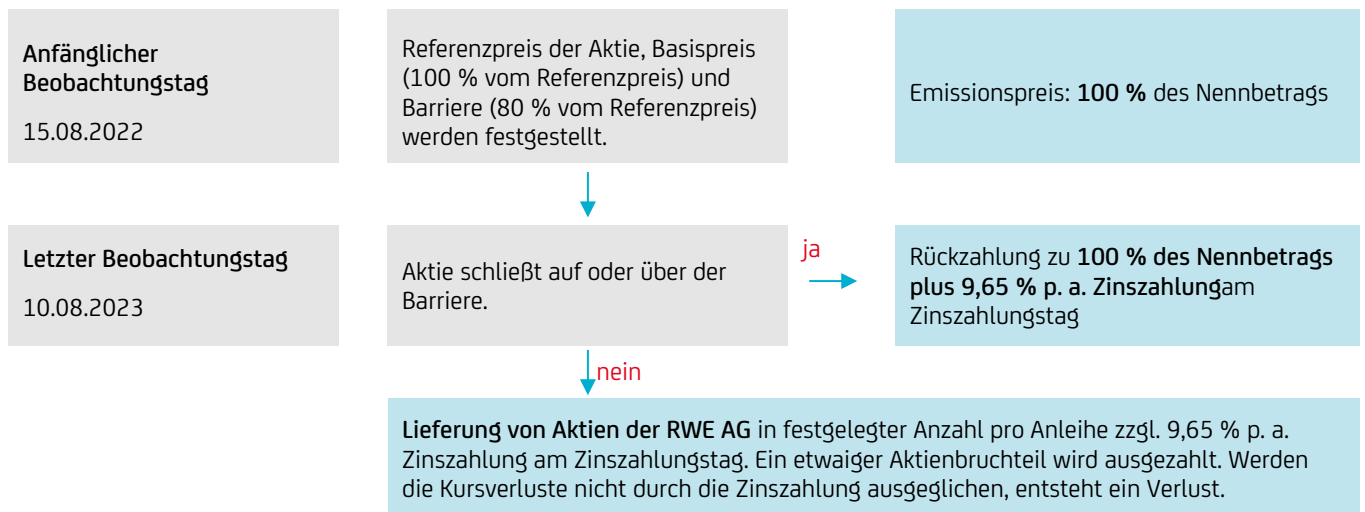 Anfänglicher
Beobachtungstag
15.08.2022
Referenzpreis der Aktie, Basispreis
(100 % vom Referenzpreis) und
Barriere (80 % vom Referenzpreis)
werden festgestellt.
Emissionspreis: 100 % des Nennbetrags
Letzter Beobachtungstag
10.08.2023
Aktie schließt auf oder über der
Barriere.
ja
Rückzahlung zu 100 % des Nennbetrags
plus 9,65 % p. a. Zinszahlungam
Zinszahlungstag
nein
Lieferung von Aktien der RWE AG in festgelegter Anzahl pro Anleihe zzgl. 9,65 % p. a.
Zinszahlung am Zinszahlungstag. Ein etwaiger Aktienbruchteil wird ausgezahlt. Werden
die Kursverluste nicht durch die Zinszahlung ausgeglichen, entsteht ein Verlust.